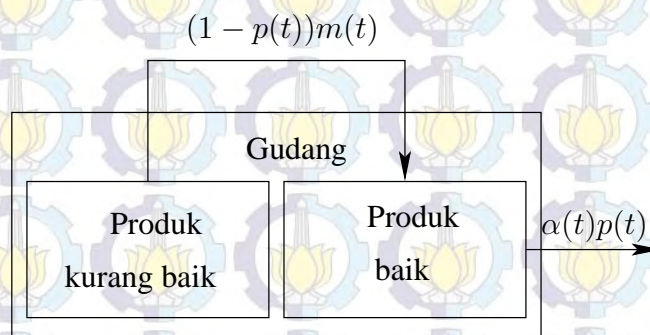 (1 − p(t))m(t)
Gudang
Produk
kurang baik
Produk
baik
α(t)p(t)